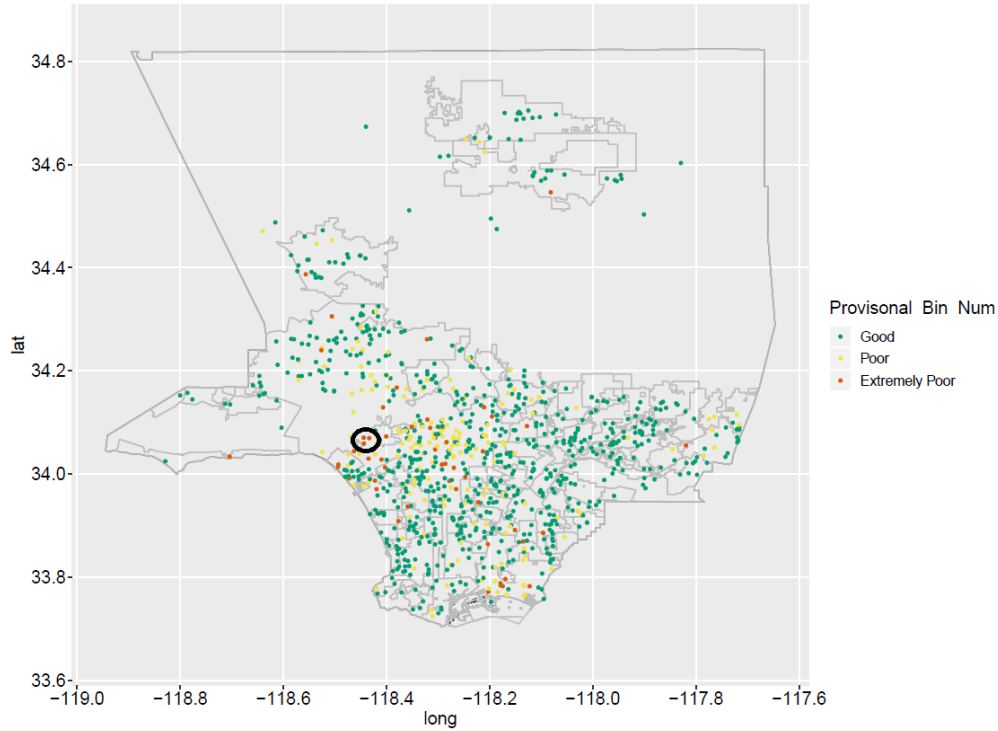 34.8
34.6
34.4
34.2
34.0
33.8
33.6
lat
−119.0 −118.8 −118.6 −118.4 −118.2 −118.0 −117.8 −117.6
long
Provisonal Bin Num
Good
Poor
Extremely Poor